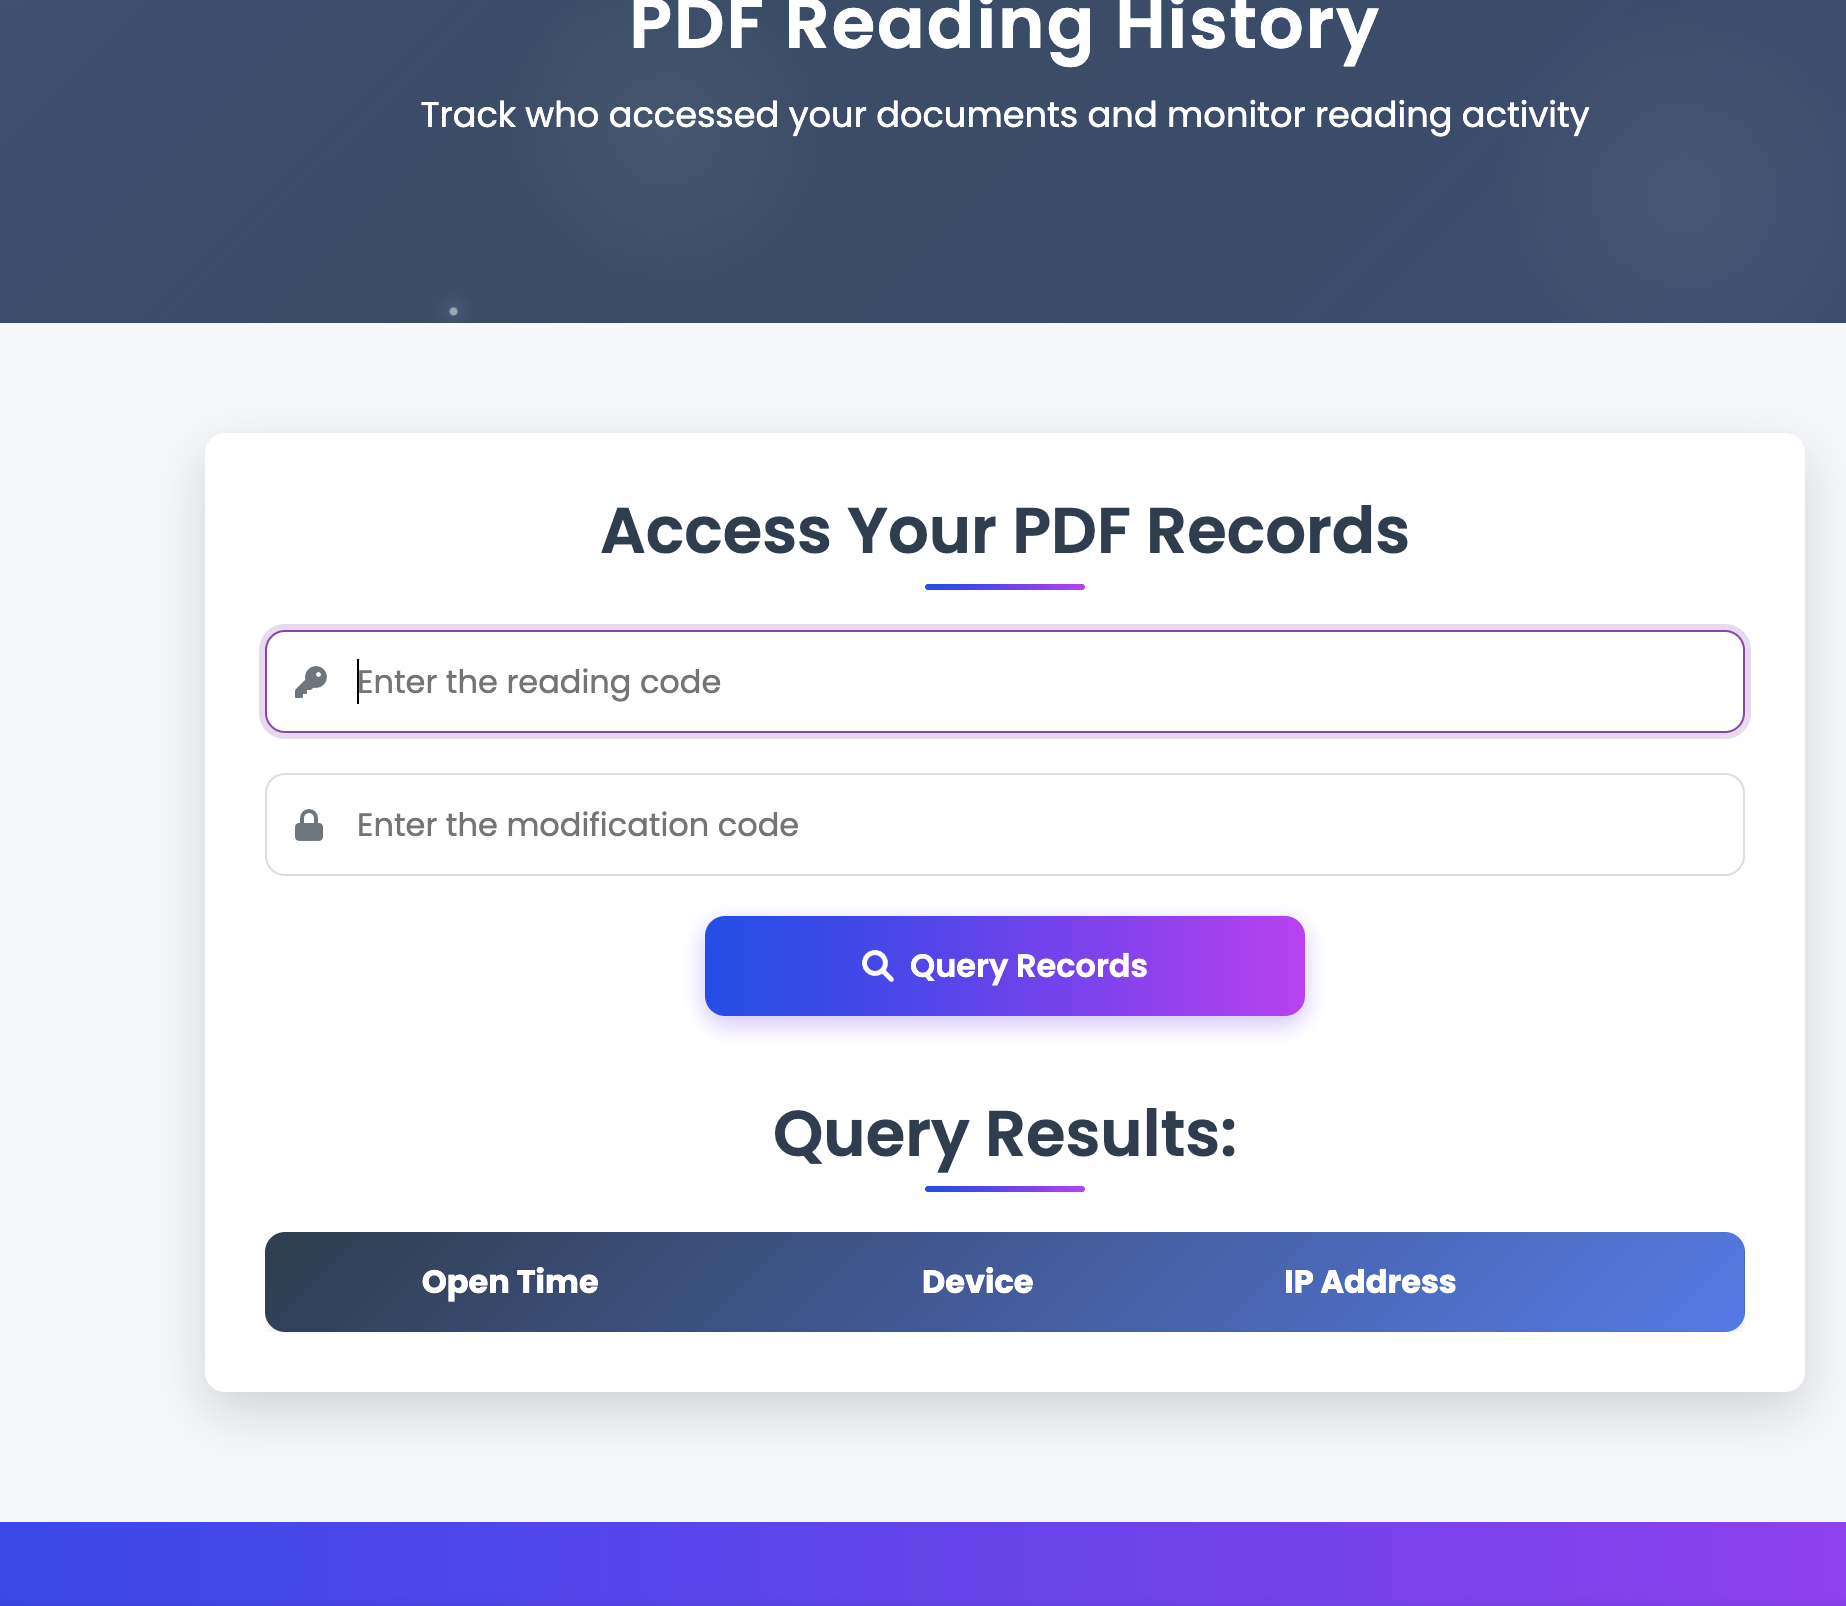 PDF Reading History
Track who accessed your documents and monitor reading activity
Access Your PDF Records
Enter the reading code
Enter the modification code
Query Records
Query Results:
Open Time Device IP Address